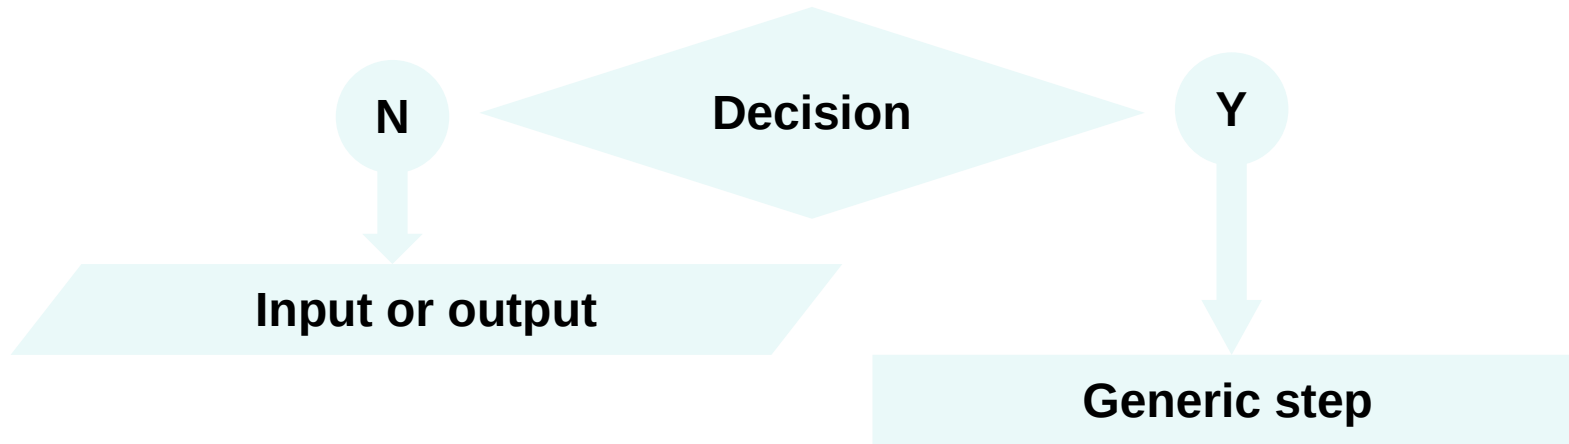 N
Decision
Y
Input or output
Generic step